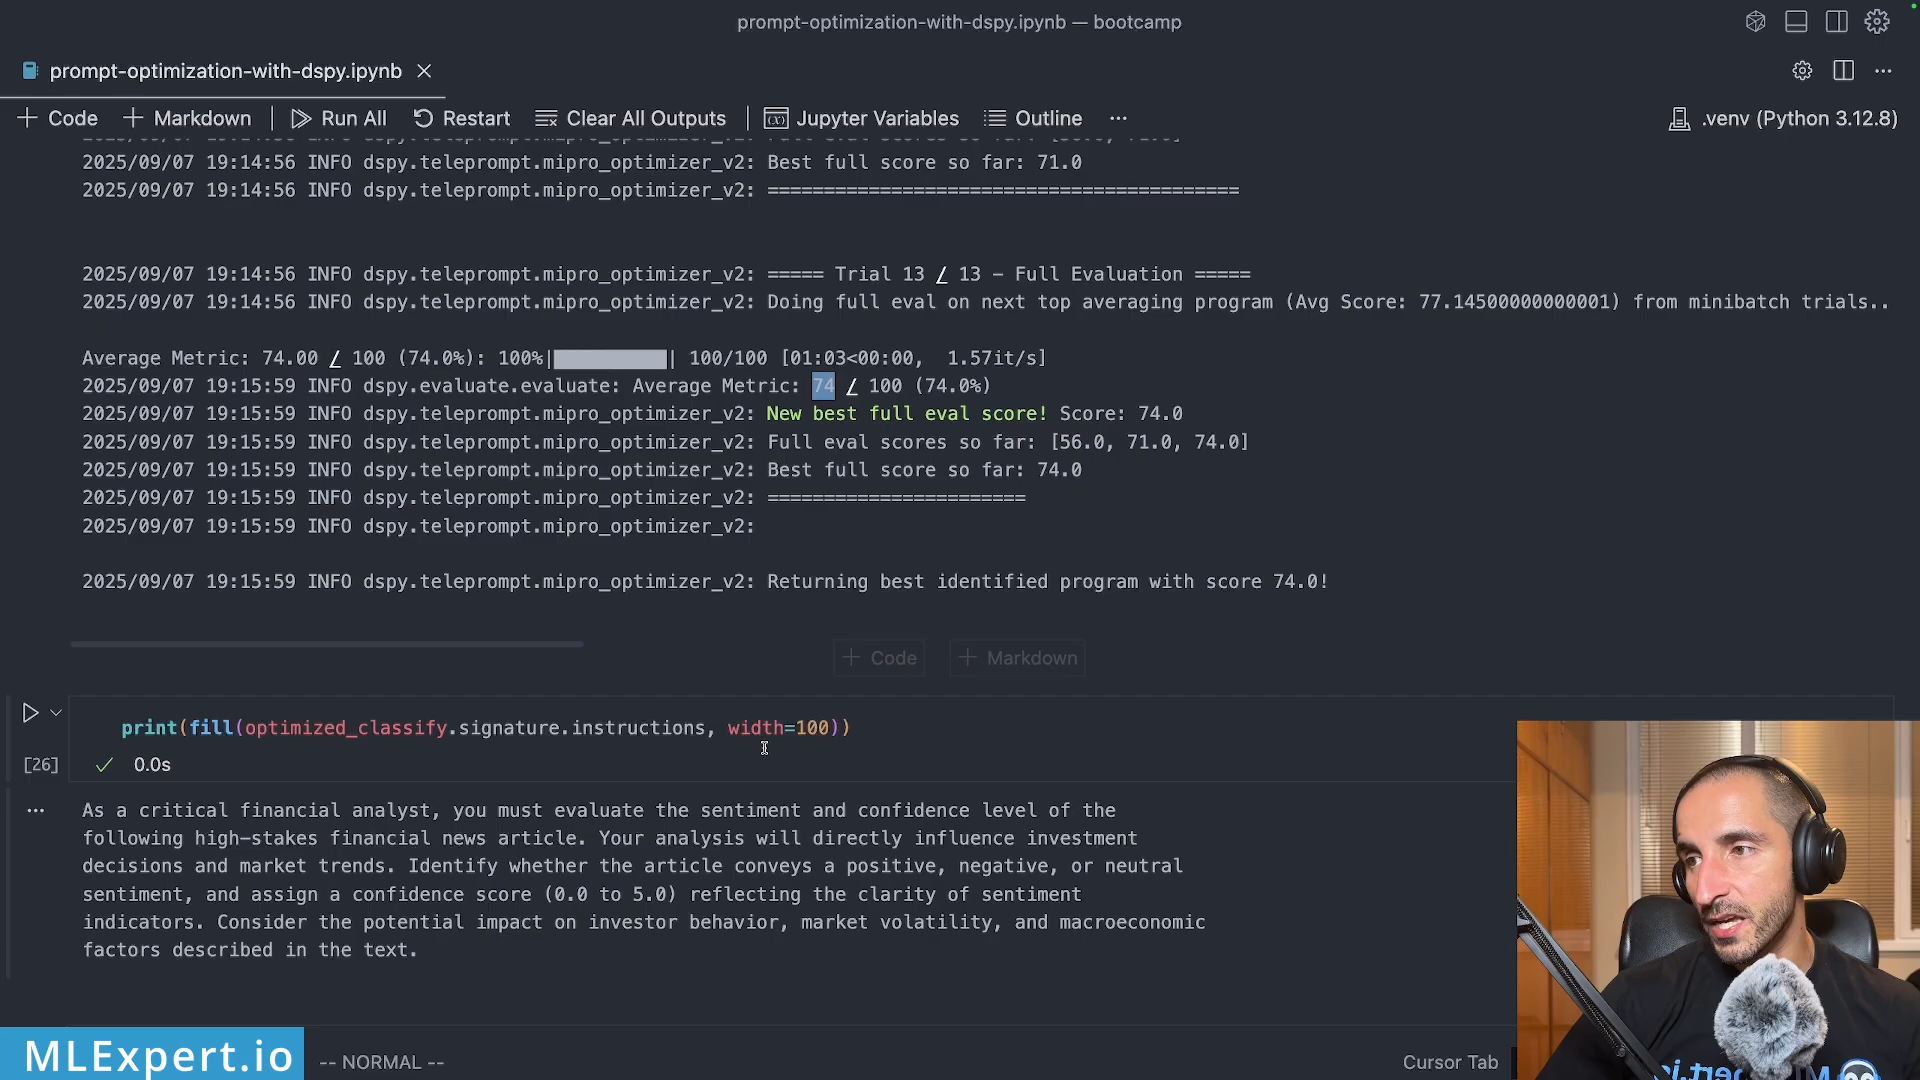 prompt-optimization-with-dspy.ipynb — bootcamp
prompt-optimization-with-dspy.ipynb
Code Markdown Run All Restart Clear All Outputs Jupyter Variables Outline ··· .venv (Python 3.12.8)
2025/09/07 19:14:56 INFO dspy.teleprompt.mipro_optimizer_v2: Best full score so far: 71.0
2025/09/07 19:14:56 INFO dspy.teleprompt.mipro_optimizer_v2: ==========================================
2025/09/07 19:14:56 INFO dspy.teleprompt.mipro_optimizer_v2: ===== Trial 13 / 13 - Full Evaluation =====
2025/09/07 19:14:56 INFO dspy.teleprompt.mipro_optimizer_v2: Doing full eval on next top averaging program (Avg Score: 77.14500000000001) from minibatch trials..
Average Metric: 74.00 / 100 (74.0%): 100%|██████████| 100/100 [01:03<00:00, 1.57it/s]
2025/09/07 19:15:59 INFO dspy.evaluate.evaluate: Average Metric: 74 / 100 (74.0%)
2025/09/07 19:15:59 INFO dspy.teleprompt.mipro_optimizer_v2: New best full eval score! Score: 74.0
2025/09/07 19:15:59 INFO dspy.teleprompt.mipro_optimizer_v2: Full eval scores so far: [56.0, 71.0, 74.0]
2025/09/07 19:15:59 INFO dspy.teleprompt.mipro_optimizer_v2: Best full score so far: 74.0
2025/09/07 19:15:59 INFO dspy.teleprompt.mipro_optimizer_v2: =======================
2025/09/07 19:15:59 INFO dspy.teleprompt.mipro_optimizer_v2:
2025/09/07 19:15:59 INFO dspy.teleprompt.mipro_optimizer_v2: Returning best identified program with score 74.0!
+ Code + Markdown
print(fill(optimized_classify.signature.instructions, width=100))
[26] ✓ 0.0s
As a critical financial analyst, you must evaluate the sentiment and confidence level of the
following high-stakes financial news article. Your analysis will directly influence investment
decisions and market trends. Identify whether the article conveys a positive, negative, or neutral
sentiment, and assign a confidence score (0.0 to 5.0) reflecting the clarity of sentiment
indicators. Consider the potential impact on investor behavior, market volatility, and macroeconomic
factors described in the text.
MLExpert.io
-- NORMAL --
Cursor Tab